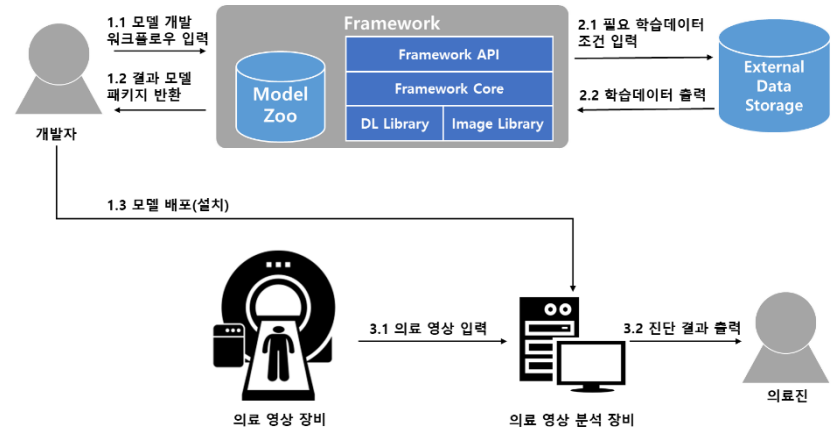 Framework
1.1 모델 개발
워크플로우 입력
1.2 결과 모델
패키지 반환
개발자
Model
Zoo
Framework API
Framework Core
DL Library
Image Library
2.1 필요 학습데이터
조건 입력
2.2 학습데이터 출력
External
Data
Storage
1.3 모델 배포(설치)
3.1 의료 영상 입력
3.2 진단 결과 출력
의료 영상 장비
의료 영상 분석 장비
의료진